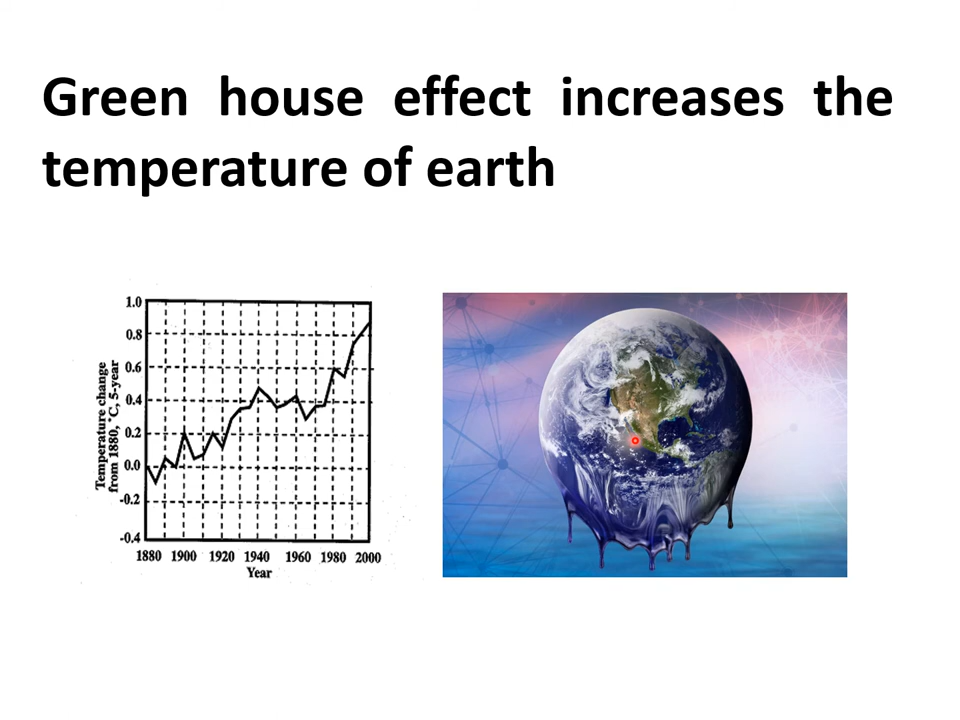 Green house effect increases the
temperature of earth
1.0
0.8
0.6
0.4
0.2
0.0
-0.2
-0.4
Temperature change
from 1880, °C, 5-year
1880 1900 1920 1940 1960 1980 2000
Year